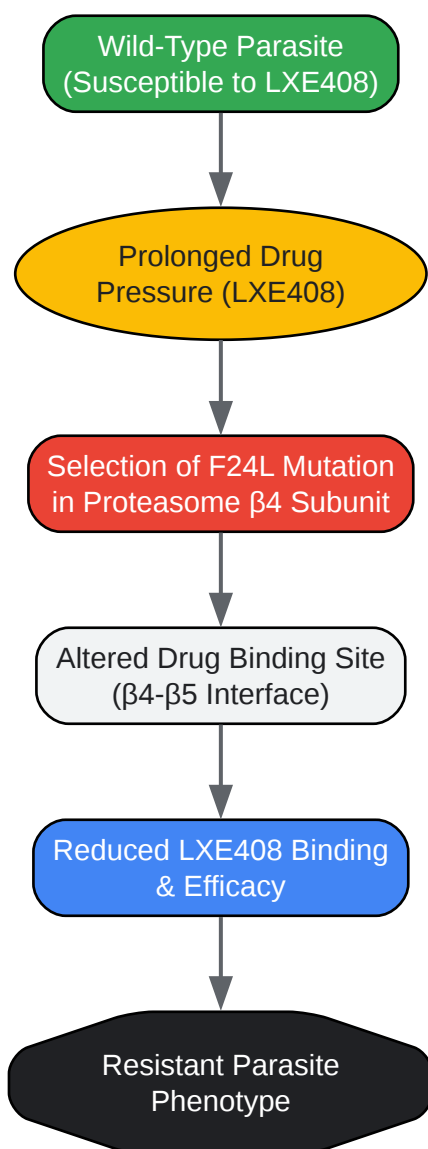 Wild-Type Parasite
(Susceptible to LXE408)
Prolonged Drug
Pressure (LXE408)
Selection of F24L Mutation
in Proteasome β4 Subunit
Altered Drug Binding Site
(β4-β5 Interface)
Reduced LXE408 Binding
& Efficacy
Resistant Parasite
Phenotype